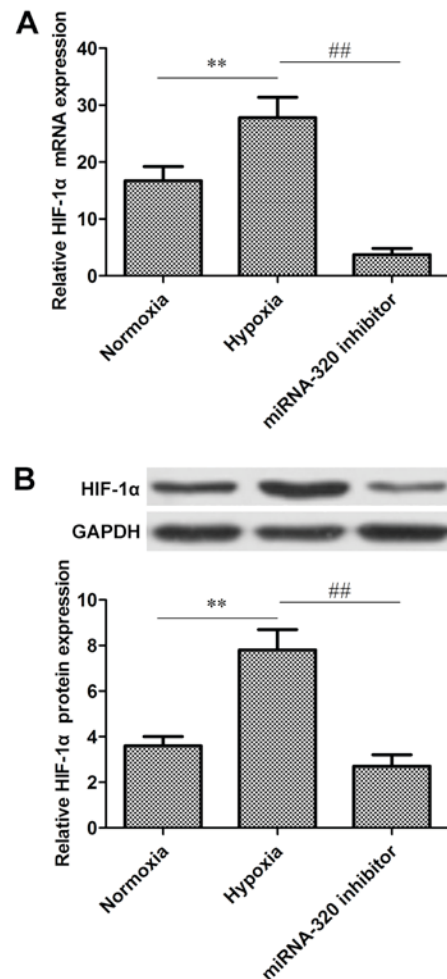 A
Relative HIF-1α mRNA expression
**
##
40
30
20
10
0
Normoxia
Hypoxia
miRNA-320 inhibitor
B
HIF-1α
GAPDH
Relative HIF-1α protein expression
**
##
10
8
6
4
2
0
Normoxia
Hypoxia
miRNA-320 inhibitor